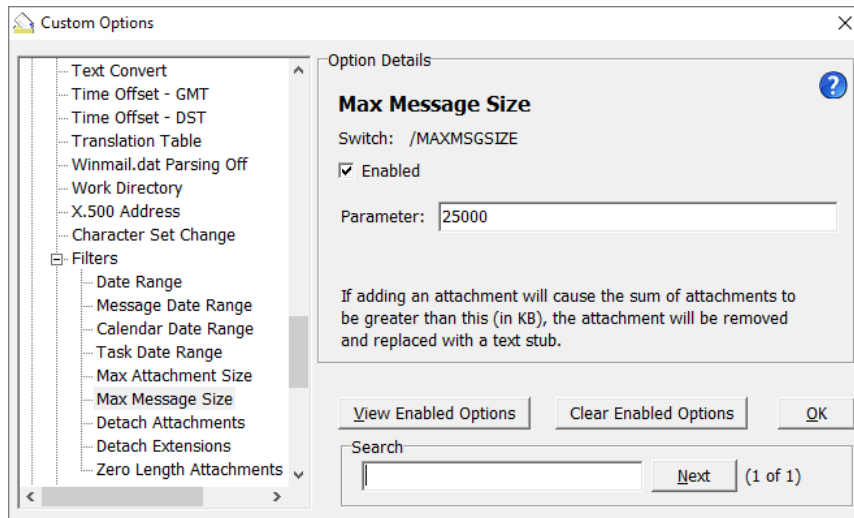 Custom Options
Text Convert
Time Offset - GMT
Time Offset - DST
Translation Table
Winmail.dat Parsing Off
Work Directory
X.500 Address
Character Set Change
Filters
Date Range
Message Date Range
Calendar Date Range
Task Date Range
Max Attachment Size
Max Message Size
Detach Attachments
Detach Extensions
Zero Length Attachments
Option Details
Max Message Size
Switch: /MAXMSGSIZE
Enabled
Parameter: 25000
If adding an attachment will cause the sum of attachments to
be greater than this (in KB), the attachment will be removed
and replaced with a text stub.
View Enabled Options Clear Enabled Options OK
Search
Next (1 of 1)